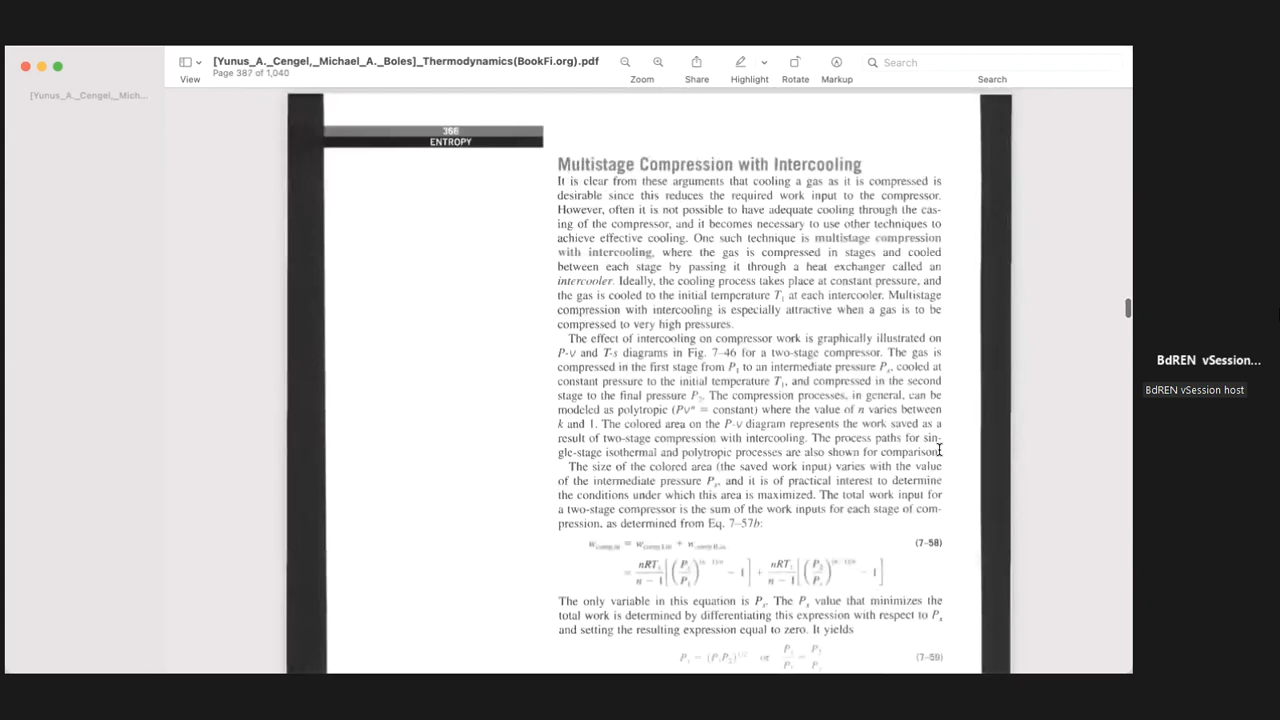 [Yunus_A._Cengel,_Michael_A._Boles]_Thermodynamics(BookFi.org).pdf
Page 387 of 1,040
View
Zoom
Share
Highlight
Rotate
Markup
Search
Search
[Yunus_A._Cengel,_Mich...
366
ENTROPY
Multistage Compression with Intercooling
It is clear from these arguments that cooling a gas as it is compressed is
desirable since this reduces the required work input to the compressor.
However, often it is not possible to have adequate cooling through the cas-
ing of the compressor, and it becomes necessary to use other techniques to
achieve effective cooling. One such technique is multistage compression
with intercooling, where the gas is compressed in stages and cooled
between each stage by passing it through a heat exchanger called an
intercooler. Ideally, the cooling process takes place at constant pressure, and
the gas is cooled to the initial temperature T₁ at each intercooler. Multistage
compression with intercooling is especially attractive when a gas is to be
compressed to very high pressures.
The effect of intercooling on compressor work is graphically illustrated on
P-v and T-s diagrams in Fig. 7–46 for a two-stage compressor. The gas is
compressed in the first stage from P₁ to an intermediate pressure Pₓ, cooled at
constant pressure to the initial temperature T₁, and compressed in the second
stage to the final pressure P₂. The compression processes, in general, can be
modeled as polytropic (Pvⁿ = constant) where the value of n varies between
k and 1. The colored area on the P-v diagram represents the work saved as a
result of two-stage compression with intercooling. The process paths for sin-
gle-stage isothermal and polytropic processes are also shown for comparison.
The size of the colored area (the saved work input) varies with the value
of the intermediate pressure Pₓ, and it is of practical interest to determine
the conditions under which this area is maximized. The total work input for
a two-stage compressor is the sum of the work inputs for each stage of com-
pression, as determined from Eq. 7–57b:
(7–58)
= nRT₁/n − 1 [(Pₓ/P₁)^(n−1)/n − 1] + nRT₁/n − 1 [(P₂/Pₓ)^(n−1)/n − 1]
The only variable in this equation is Pₓ. The Pₓ value that minimizes the
total work is determined by differentiating this expression with respect to Pₓ
and setting the resulting expression equal to zero. It yields
(P₁P₂)^1/2 or (7–59)
BdREN vSession...
BdREN vSession host